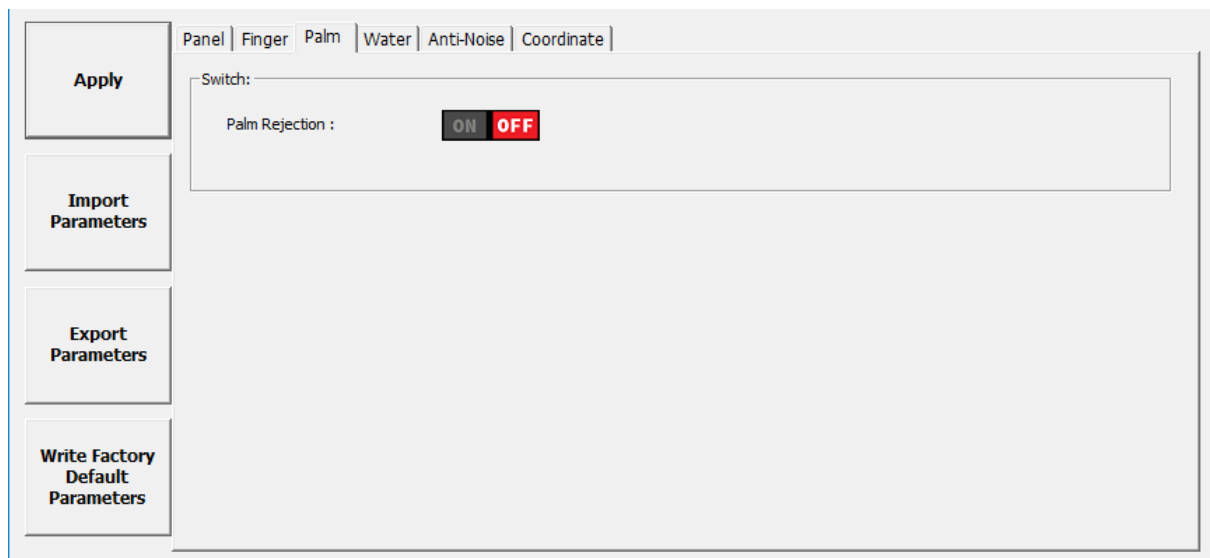 Apply
Import
Parameters
Export
Parameters
Write Factory
Default
Parameters
Panel Finger Palm Water Anti-Noise Coordinate
Switch:
Palm Rejection : ON OFF